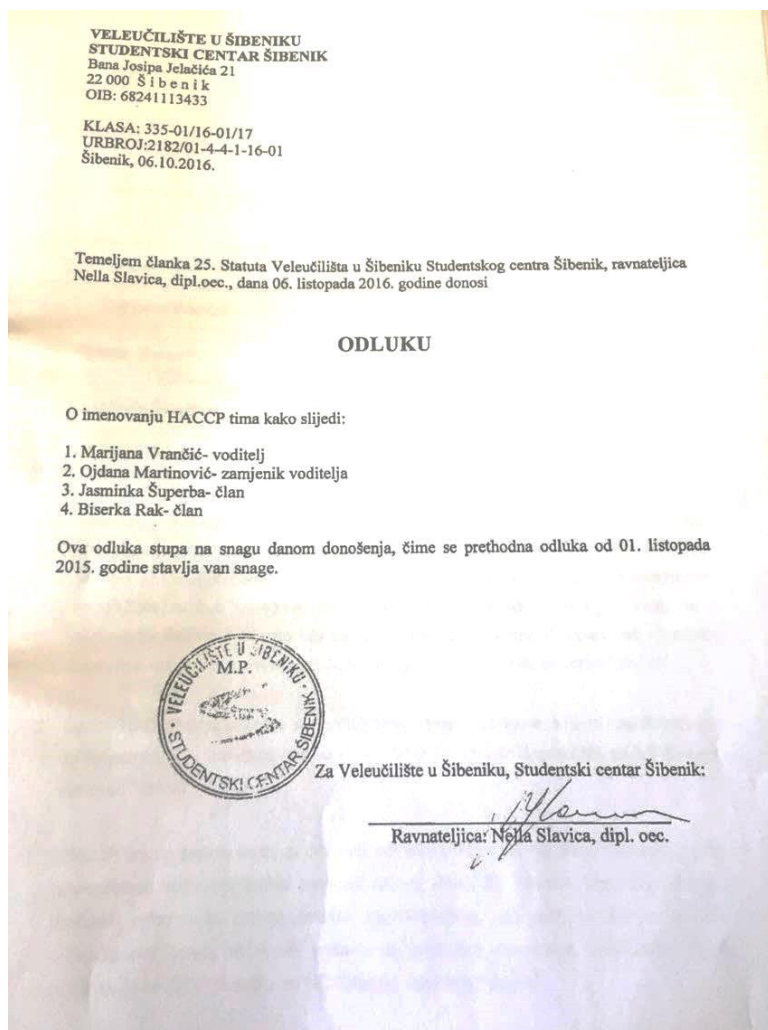 VELEUČILIŠTE U ŠIBENIKU
STUDENTSKI CENTAR ŠIBENIK
Bana Josipa Jelačića 21
22 000 Š i b e n i k
OIB: 68241113433
KLASA: 335-01/16-01/17
URBROJ:2182/01-4-4-1-16-01
Šibenik, 06.10.2016.
Temeljem članka 25. Statuta Veleučilišta u Šibeniku Studentskog centra Šibenik, ravnateljica
Nella Slavica, dipl.oec., dana 06. listopada 2016. godine donosi
ODLUKU
O imenovanju HACCP tima kako slijedi:
1. Marijana Vrančić- voditelj
2. Ojdana Martinović- zamjenik voditelja
3. Jasminka Šuperba- član
4. Biserka Rak- član
Ova odluka stupa na snagu danom donošenja, čime se prethodna odluka od 01. listopada
2015. godine stavlja van snage.
VELEUČILIŠTE U ŠIBENIKU
M.P.
STUDENTSKI CENTAR ŠIBENIK
Za Veleučilište u Šibeniku, Studentski centar Šibenik:
Ravnateljica: Nella Slavica, dipl. oec.